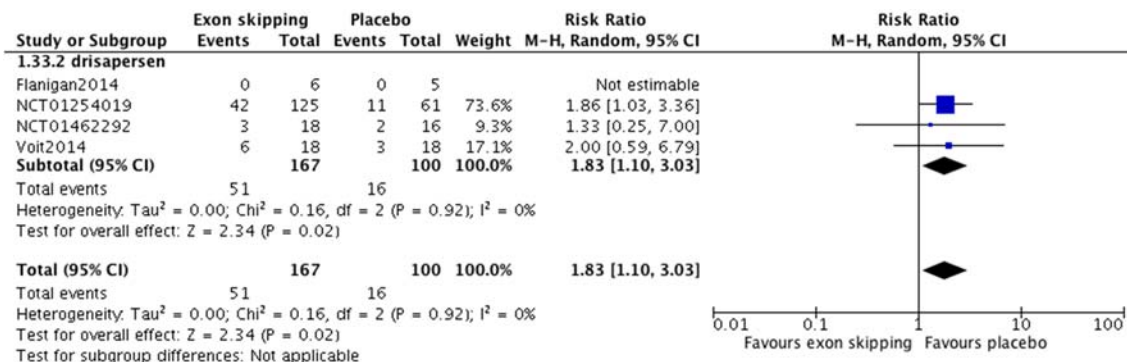 Exon skipping Placebo Risk Ratio Risk Ratio
Study or Subgroup Events Total Events Total Weight M-H, Random, 95% CI M-H, Random, 95% CI
1.33.2 drisapersen
Flanigan2014 0 6 0 5 Not estimable
NCT01254019 42 125 11 61 73.6% 1.86 [1.03, 3.36]
NCT01462292 3 18 2 16 9.3% 1.33 [0.25, 7.00]
Voit2014 6 18 3 18 17.1% 2.00 [0.59, 6.79]
Subtotal (95% CI) 167 100 100.0% 1.83 [1.10, 3.03]
Total events 51 16
Heterogeneity: Tau² = 0.00; Chi² = 0.16, df = 2 (P = 0.92); I² = 0%
Test for overall effect: Z = 2.34 (P = 0.02)
Total (95% CI) 167 100 100.0% 1.83 [1.10, 3.03]
Total events 51 16
Heterogeneity: Tau² = 0.00; Chi² = 0.16, df = 2 (P = 0.92); I² = 0%
Test for overall effect: Z = 2.34 (P = 0.02)
Test for subgroup differences: Not applicable
0.01 0.1 1 10 100
Favours exon skipping Favours placebo